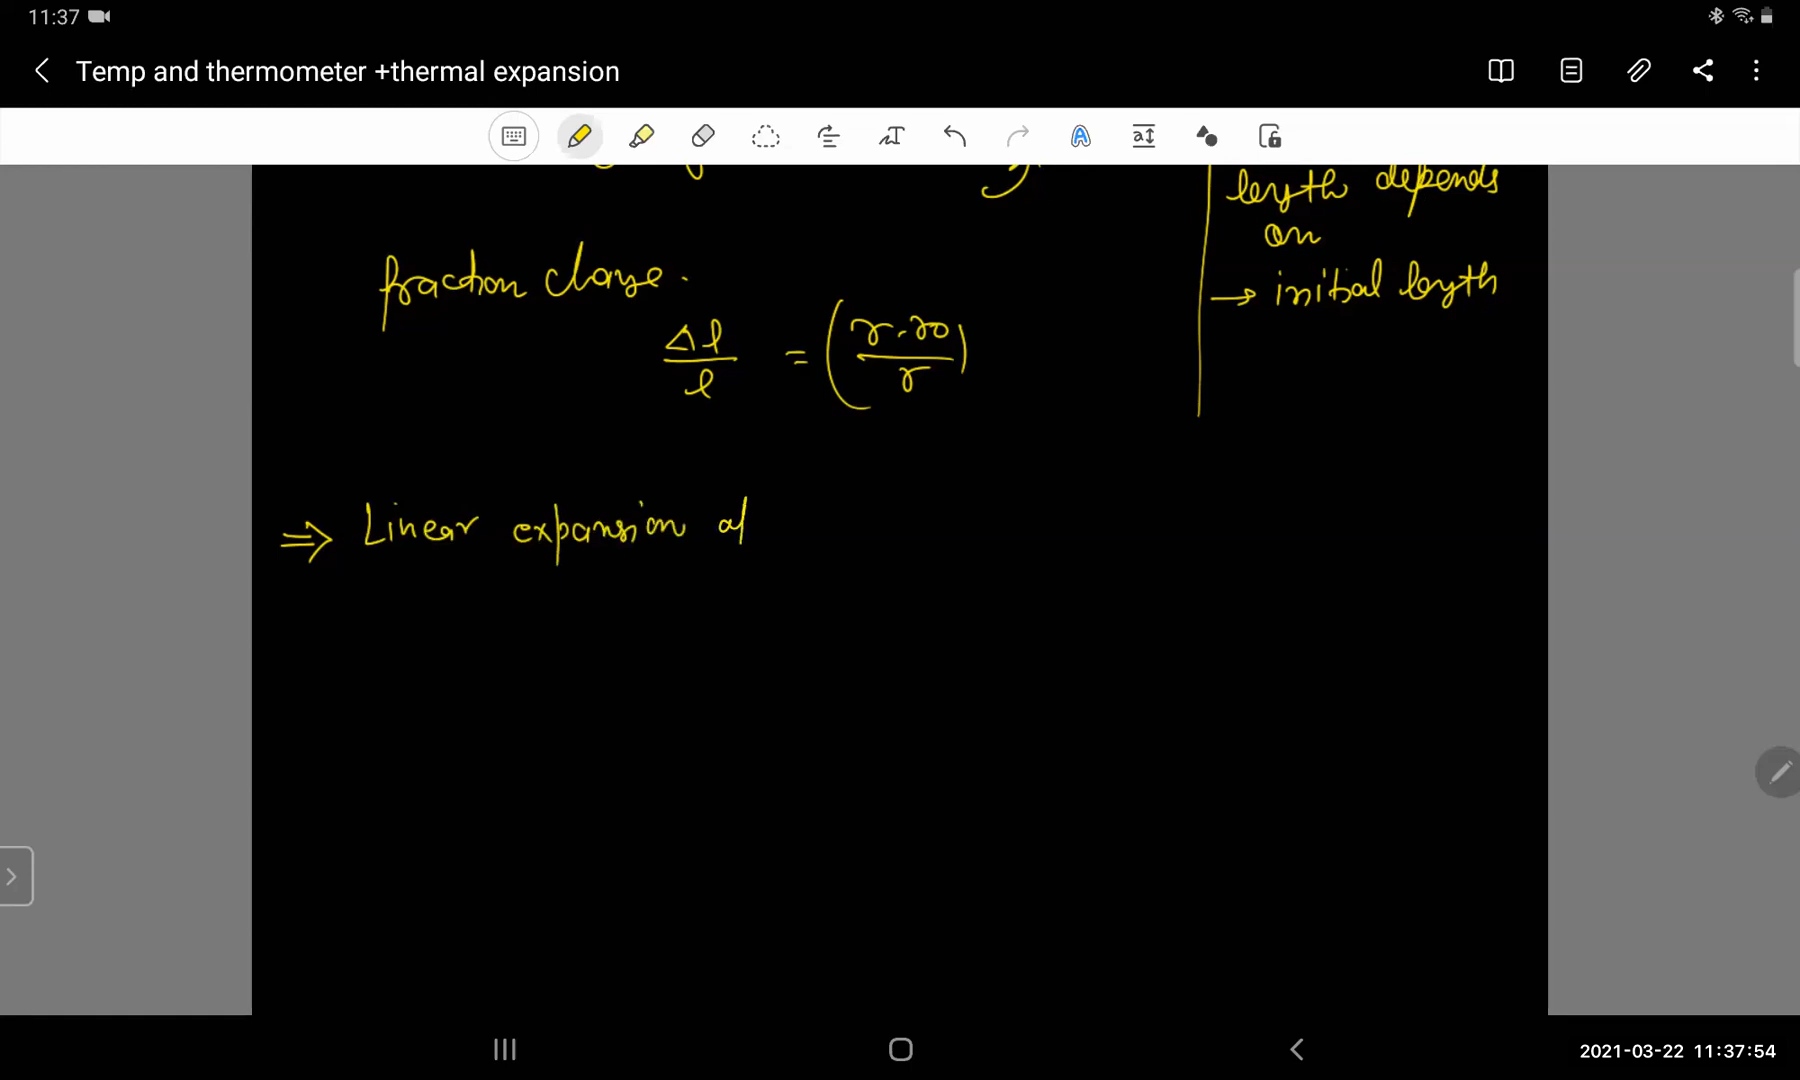 11:37
Temp and thermometer +thermal expansion
length depends
on
→ initial length
fraction change.
Δl/l = (r-r0/r)
⇒ Linear expansion of
2021-03-22 11:37:54